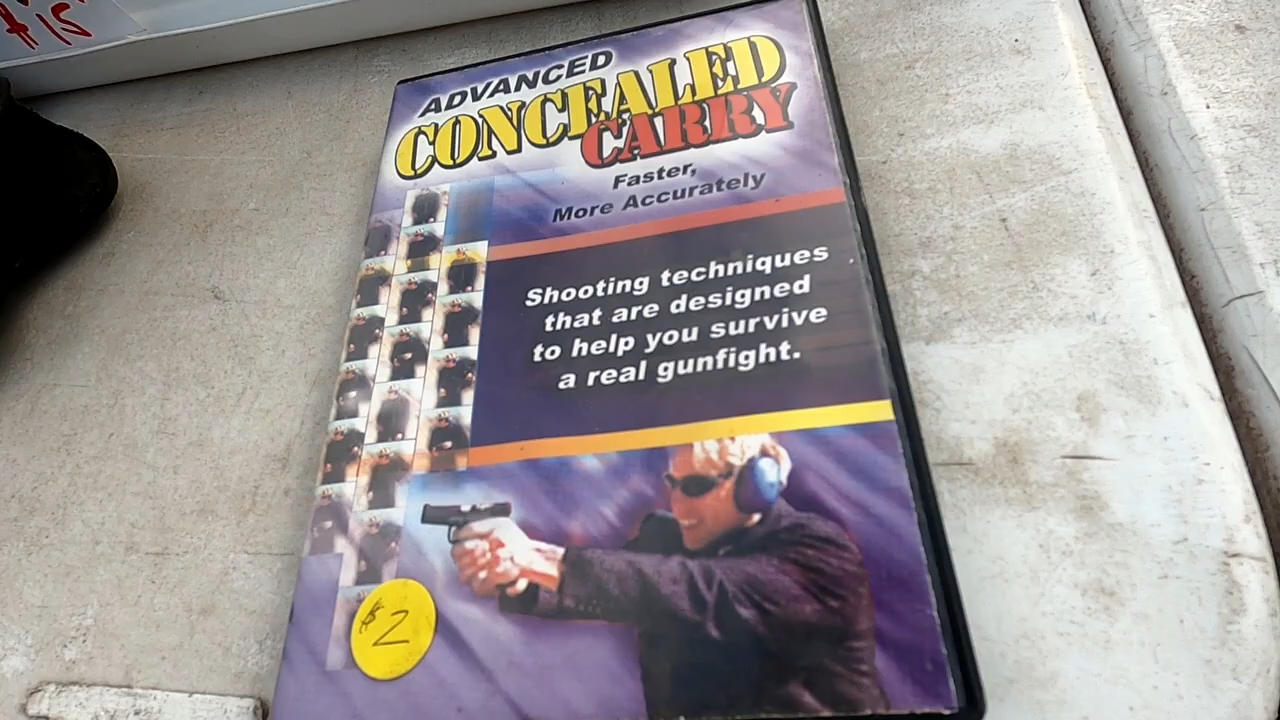 ADVANCED
CONCEALED
CARRY
Faster,
More Accurately
Shooting techniques
that are designed
to help you survive
a real gunfight.
$2